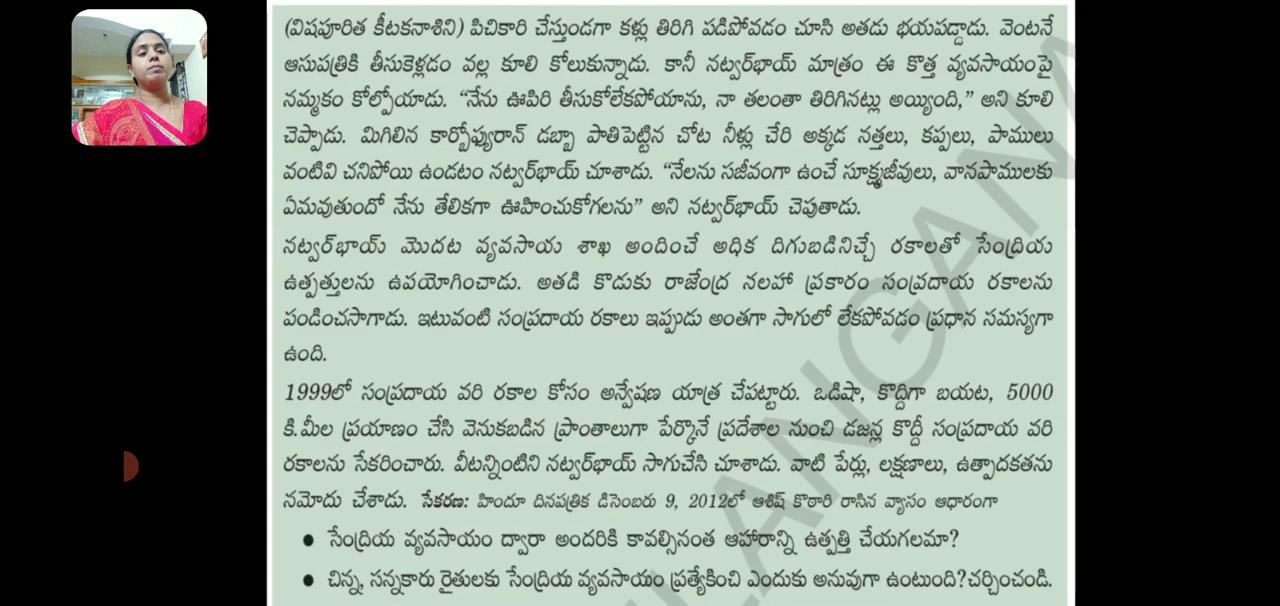 (విషపూరిత కీటకనాశిని) పిచికారి చేస్తుండగా కళ్లు తిరిగి పడిపోవడం చూసి అతడు భయపడ్డాడు. వెంటనే
ఆసుపత్రికి తీసుకెళ్లడం వల్ల కూలి కోలుకున్నాడు. కానీ నట్వర్‌భాయ్ మాత్రం ఈ కొత్త వ్యవసాయంపై
నమ్మకం కోల్పోయాడు. “నేను ఊపిరి తీసుకోలేకపోయాను, నా తలంతా తిరిగినట్లు అయ్యింది,” అని కూలి
చెప్పాడు. మిగిలిన కార్బోఫ్యురాన్ డబ్బా పాతిపెట్టిన చోట నీళ్లు చేరి అక్కడ నత్తలు, కప్పలు, పాములు
వంటివి చనిపోయి ఉండటం నట్వర్‌భాయ్ చూశాడు. “నేలను సజీవంగా ఉంచే సూక్ష్మజీవులు, వానపాములకు
ఏమవుతుందో నేను తేలికగా ఊహించుకోగలను” అని నట్వర్‌భాయ్ చెపుతాడు.
నట్వర్‌భాయ్ మొదట వ్యవసాయ శాఖ అందించే అధిక దిగుబడినిచ్చే రకాలతో సేంద్రియ
ఉత్పత్తులను ఉపయోగించాడు. అతడి కొడుకు రాజేంద్ర సలహా ప్రకారం సంప్రదాయ రకాలను
పండించసాగాడు. ఇటువంటి సంప్రదాయ రకాలు ఇప్పుడు అంతగా సాగులో లేకపోవడం ప్రధాన సమస్యగా
ఉంది.
1999లో సంప్రదాయ వరి రకాల కోసం అన్వేషణ యాత్ర చేపట్టారు. ఒడిషా, కొద్దిగా బయట, 5000
కి.మీల ప్రయాణం చేసి వెనుకబడిన ప్రాంతాలుగా పేర్కొనే ప్రదేశాల నుంచి డజన్ల కొద్దీ సంప్రదాయ వరి
రకాలను సేకరించారు. వీటన్నింటిని నట్వర్‌భాయ్ సాగుచేసి చూశాడు. వాటి పేర్లు, లక్షణాలు, ఉత్పాదకతను
నమోదు చేశాడు. సేకరణ: హిందూ దినపత్రిక డిసెంబరు 9, 2012లో ఆశిష్ కొఠారి రాసిన వ్యాసం ఆధారంగా
● సేంద్రియ వ్యవసాయం ద్వారా అందరికి కావల్సినంత ఆహారాన్ని ఉత్పత్తి చేయగలమా?
● చిన్న, సన్నకారు రైతులకు సేంద్రియ వ్యవసాయం ప్రత్యేకించి ఎందుకు అనువుగా ఉంటుంది?చర్చించండి.